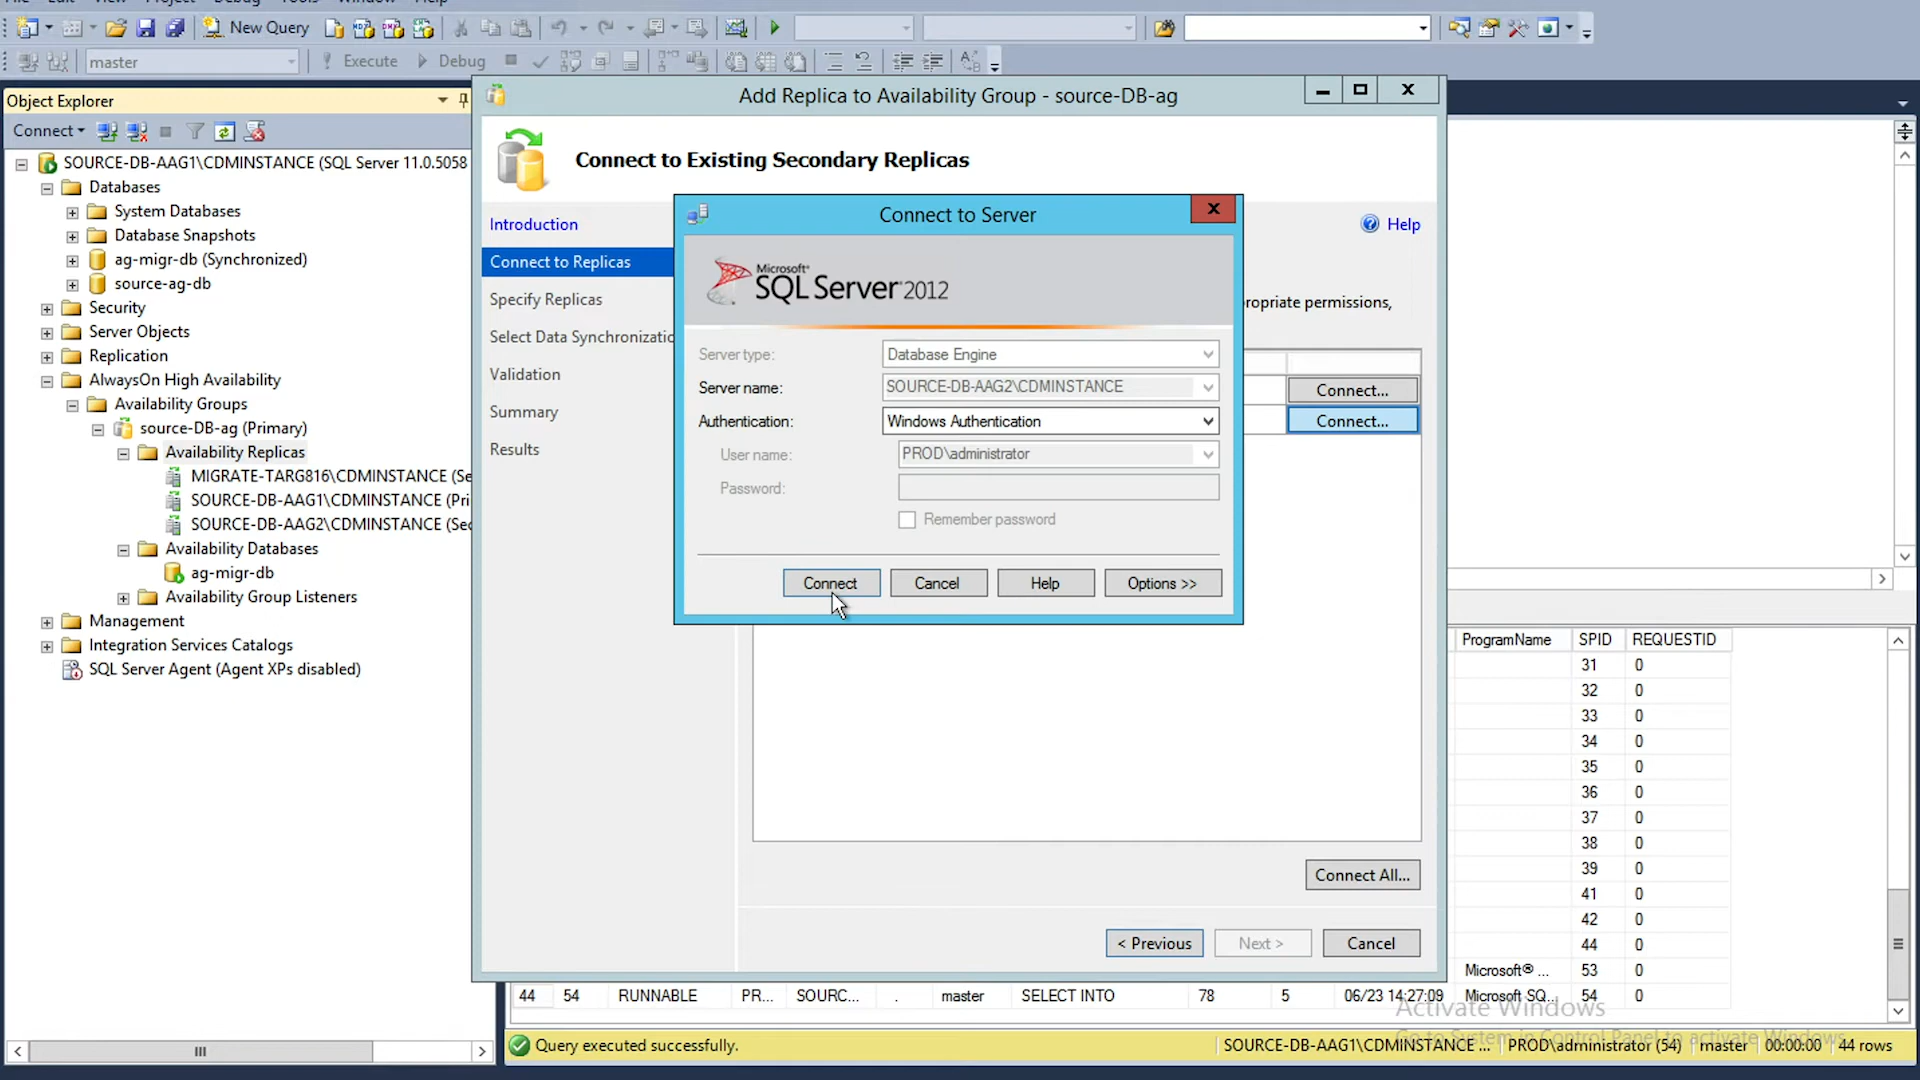 New Query
master
Execute
Debug
Object Explorer
Connect
SOURCE-DB-AAG1\CDMINSTANCE (SQL Server 11.0.5058
Databases
System Databases
Database Snapshots
ag-migr-db (Synchronized)
source-ag-db
Security
Server Objects
Replication
AlwaysOn High Availability
Availability Groups
source-DB-ag (Primary)
Availability Replicas
MIGRATE-TARG816\CDMINSTANCE (Se
SOURCE-DB-AAG1\CDMINSTANCE (Pri
SOURCE-DB-AAG2\CDMINSTANCE (Sec
Availability Databases
ag-migr-db
Availability Group Listeners
Management
Integration Services Catalogs
SQL Server Agent (Agent XPs disabled)
Add Replica to Availability Group - source-DB-ag
Connect to Existing Secondary Replicas
Introduction
Connect to Replicas
Specify Replicas
Select Data Synchronizatio
Validation
Summary
Results
Help
ropriate permissions,
Connect...
Connect...
Connect All...
< Previous
Next >
Cancel
Connect to Server
Microsoft®
SQL Server 2012
Server type: Database Engine
Server name: SOURCE-DB-AAG2\CDMINSTANCE
Authentication: Windows Authentication
User name: PROD\administrator
Password:
Remember password
Connect
Cancel
Help
Options >>
ProgramName SPID REQUESTID
31 0
32 0
33 0
34 0
35 0
36 0
37 0
38 0
39 0
41 0
42 0
44 0
Microsoft® ... 53 0
44 54 RUNNABLE PR... SOURC... . master SELECT INTO 78 5 06/23 14:27:09 Microsoft SQ... 54 0
Activate Windows
Go to System in Control Panel to activate Windows.
Query executed successfully.
SOURCE-DB-AAG1\CDMINSTANCE ... PROD\administrator (54) master 00:00:00 44 rows